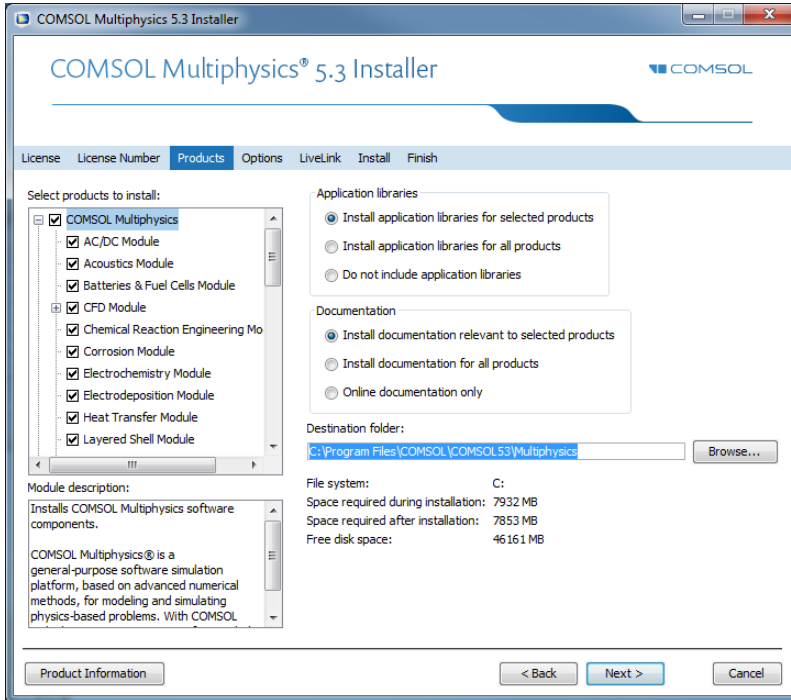 COMSOL Multiphysics 5.3 Installer
COMSOL Multiphysics® 5.3 Installer
COMSOL
License License Number Products Options LiveLink Install Finish
Select products to install:
COMSOL Multiphysics
AC/DC Module
Acoustics Module
Batteries & Fuel Cells Module
CFD Module
Chemical Reaction Engineering Mo
Corrosion Module
Electrochemistry Module
Electrodeposition Module
Heat Transfer Module
Layered Shell Module
Module description:
Installs COMSOL Multiphysics software
components.
COMSOL Multiphysics® is a
general-purpose software simulation
platform, based on advanced numerical
methods, for modeling and simulating
physics-based problems. With COMSOL
Application libraries
Install application libraries for selected products
Install application libraries for all products
Do not include application libraries
Documentation
Install documentation relevant to selected products
Install documentation for all products
Online documentation only
Destination folder:
C:\Program Files\COMSOL\COMSOL53\Multiphysics
Browse...
File system: C:
Space required during installation: 7932 MB
Space required after installation: 7853 MB
Free disk space: 46161 MB
Product Information
< Back Next > Cancel